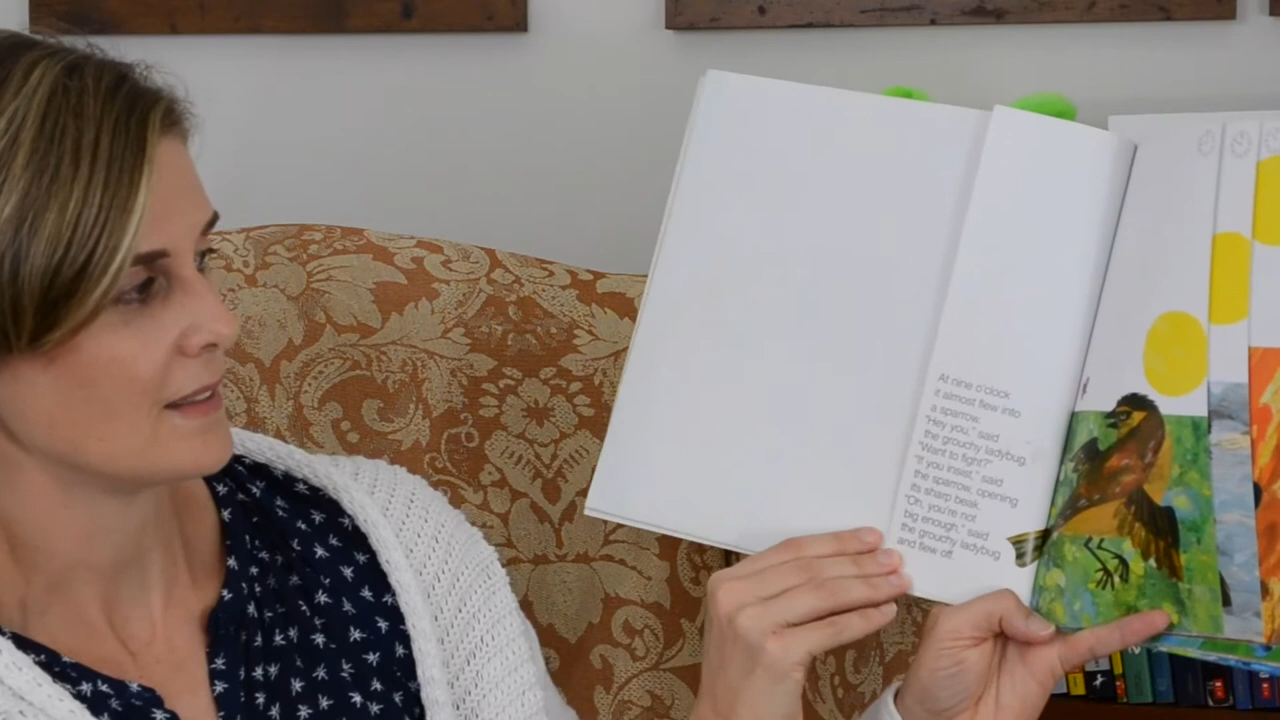 At nine o'clock
it almost flew into
a sparrow.
"Hey you," said
the grouchy ladybug.
"Want to fight?"
"If you insist," said
the sparrow, opening
its sharp beak.
"Oh, you're not
big enough," said
the grouchy ladybug
and flew off.